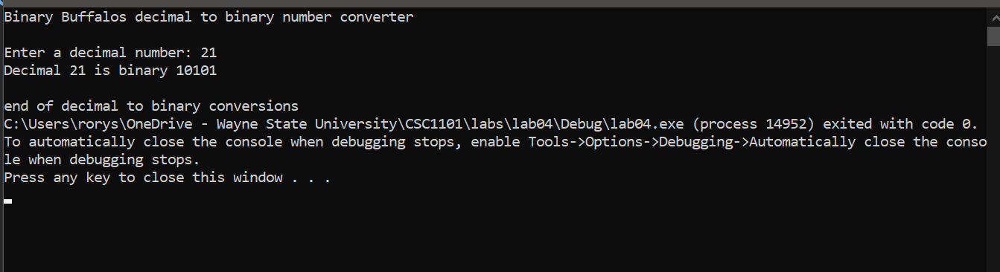 Binary Buffalos decimal to binary number converter
Enter a decimal number: 21
Decimal 21 is binary 10101
end of decimal to binary conversions
C:\Users\rorys\OneDrive - Wayne State University\CSC1101\labs\lab04\Debug\lab04.exe (process 14952) exited with code 0.
To automatically close the console when debugging stops, enable Tools->Options->Debugging->Automatically close the conso
le when debugging stops.
Press any key to close this window . . .